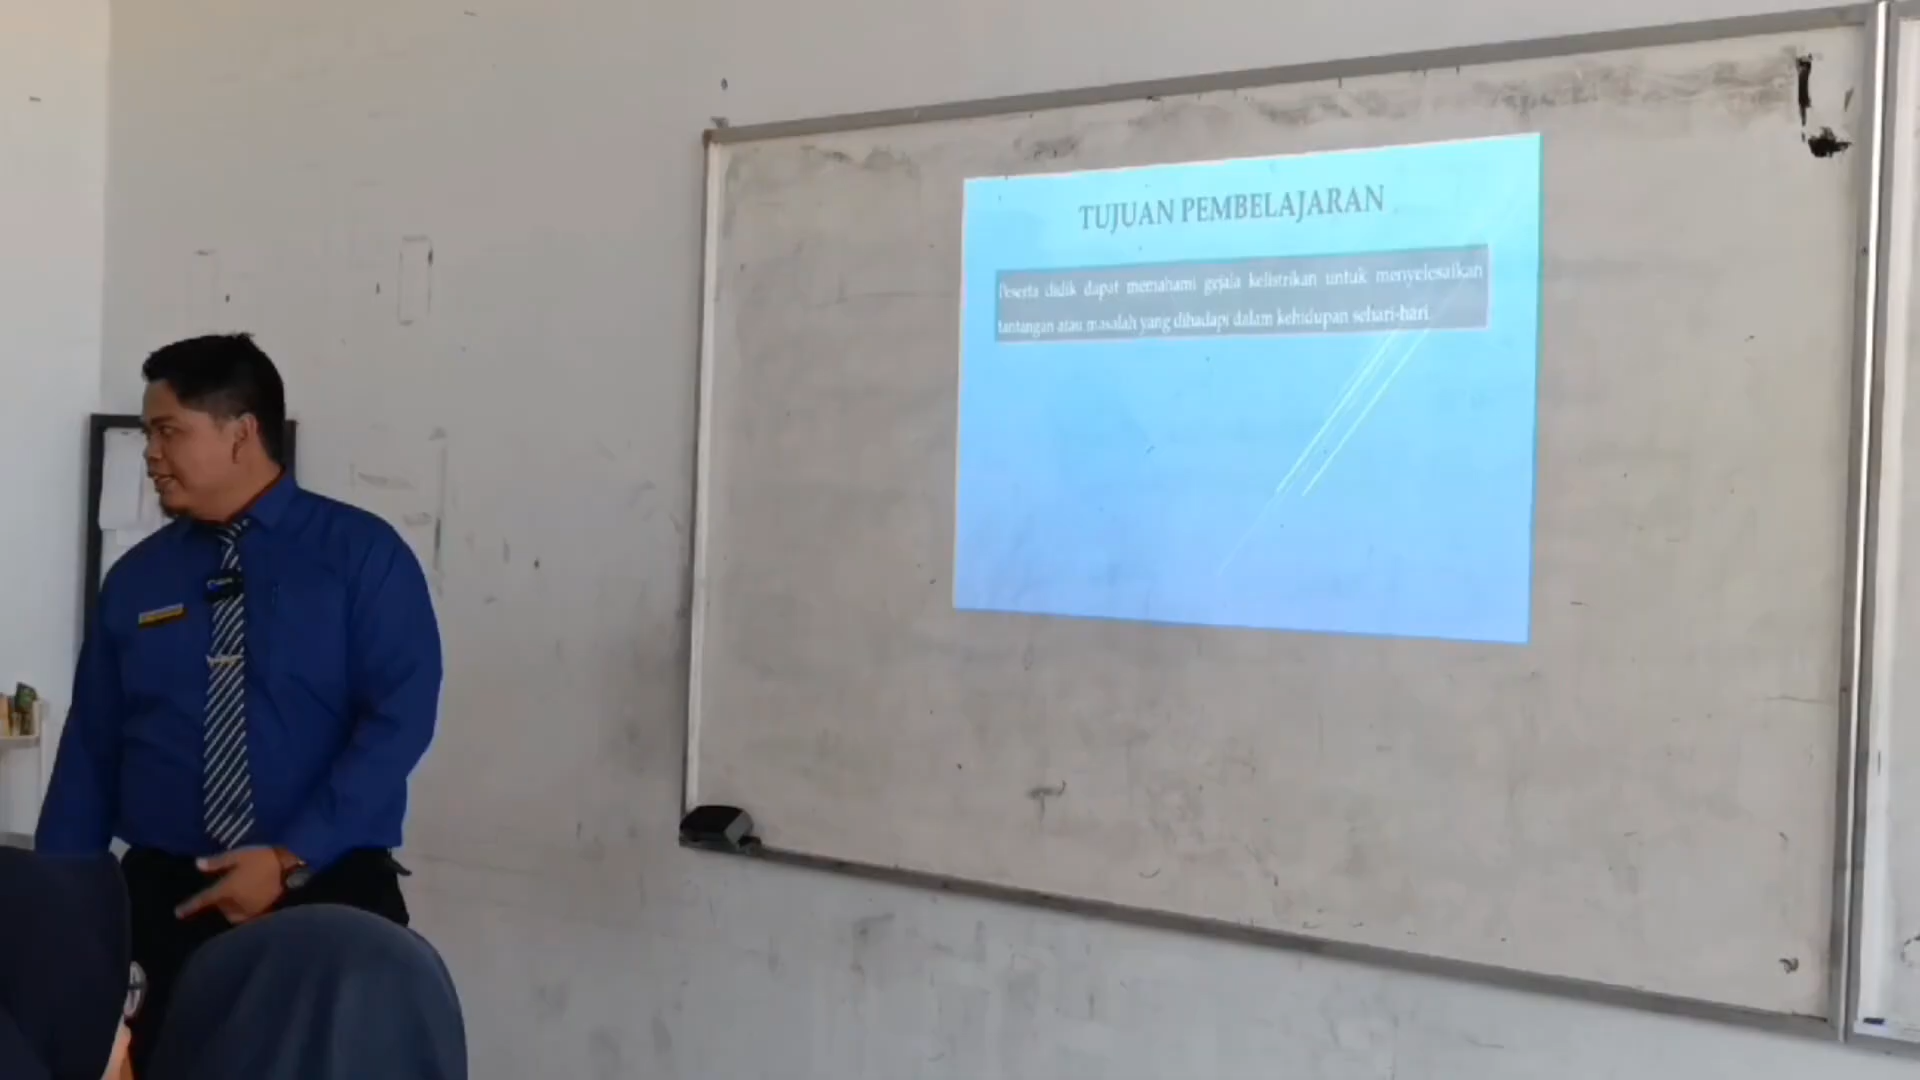 TUJUAN PEMBELAJARAN
Peserta didik dapat memahami gejala kelistrikan untuk menyelesaikan
tantangan atau masalah yang dihadapi dalam kehidupan sehari-hari